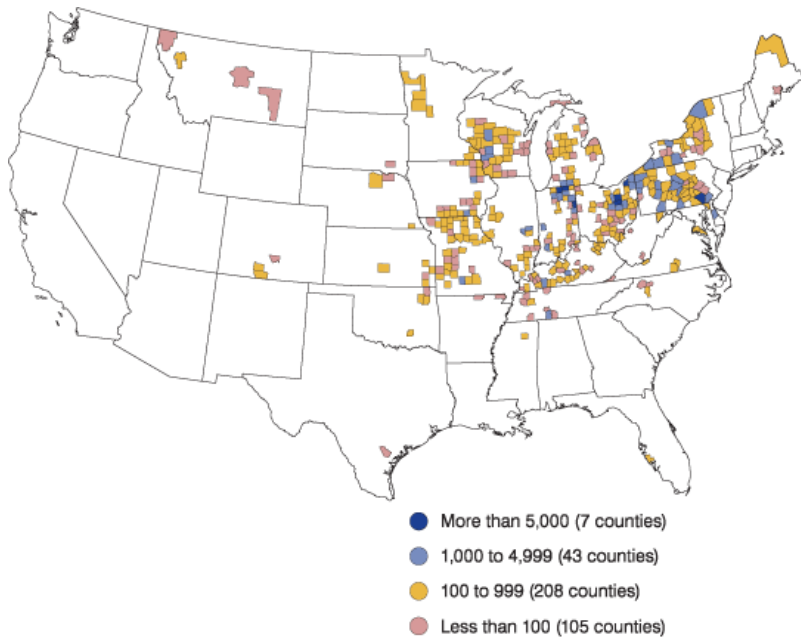 More than 5,000 (7 counties)
1,000 to 4,999 (43 counties)
100 to 999 (208 counties)
Less than 100 (105 counties)